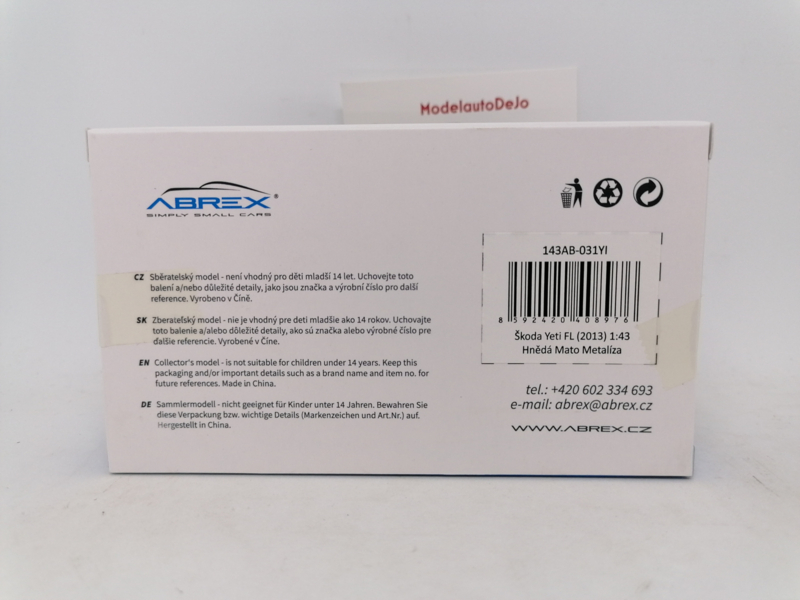 ModelautoDeJo
ABREX®
SIMPLY SMALL CARS
143AB-031YI
8 592420 408976
Škoda Yeti FL (2013) 1:43
Hnědá Mato Metalíza
CZ Sběratelský model - není vhodný pro děti mladší 14 let. Uchovejte toto
balení a/nebo důležité detaily, jako jsou značka a výrobní číslo pro další
reference. Vyrobeno v Číně.
SK Zberateľský model - nie je vhodný pre deti mladšie ako 14 rokov. Uchovajte
toto balenie a/alebo dôležité detaily, ako sú značka alebo výrobné číslo pre
ďalšie referencie. Vyrobené v Číne.
EN Collector's model - is not suitable for children under 14 years. Keep this
packaging and/or important details such as a brand name and item no. for
future references. Made in China.
DE Sammlermodell - nicht geeignet für Kinder unter 14 Jahren. Bewahren Sie
diese Verpackung bzw. wichtige Details (Markenzeichen und Art.Nr.) auf.
Hergestellt in China.
tel.: +420 602 334 693
e-mail: abrex@abrex.cz
WWW.ABREX.CZ